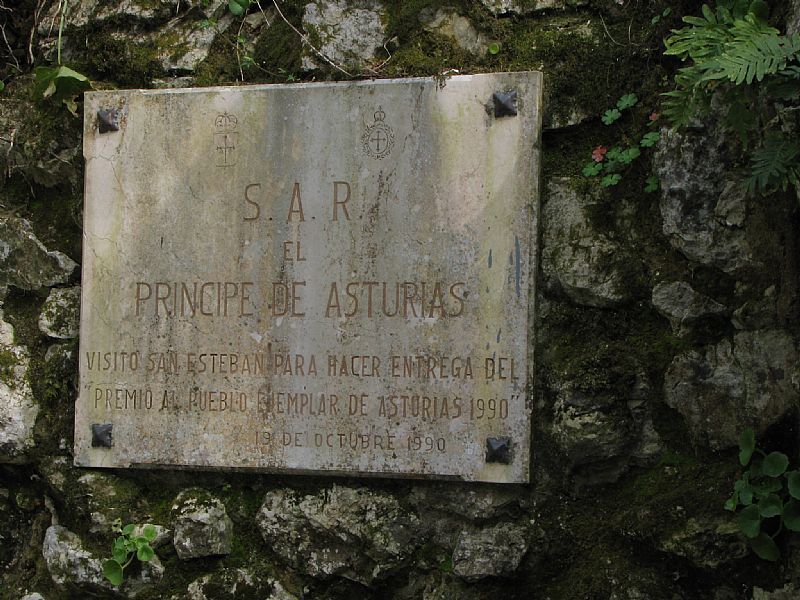 S. A. R.
EL
PRINCIPE DE ASTURIAS
VISITO SAN ESTEBAN PARA HACER ENTREGA DEL
"PREMIO AL PUEBLO EJEMPLAR DE ASTURIAS 1990"
19 DE OCTUBRE 1990